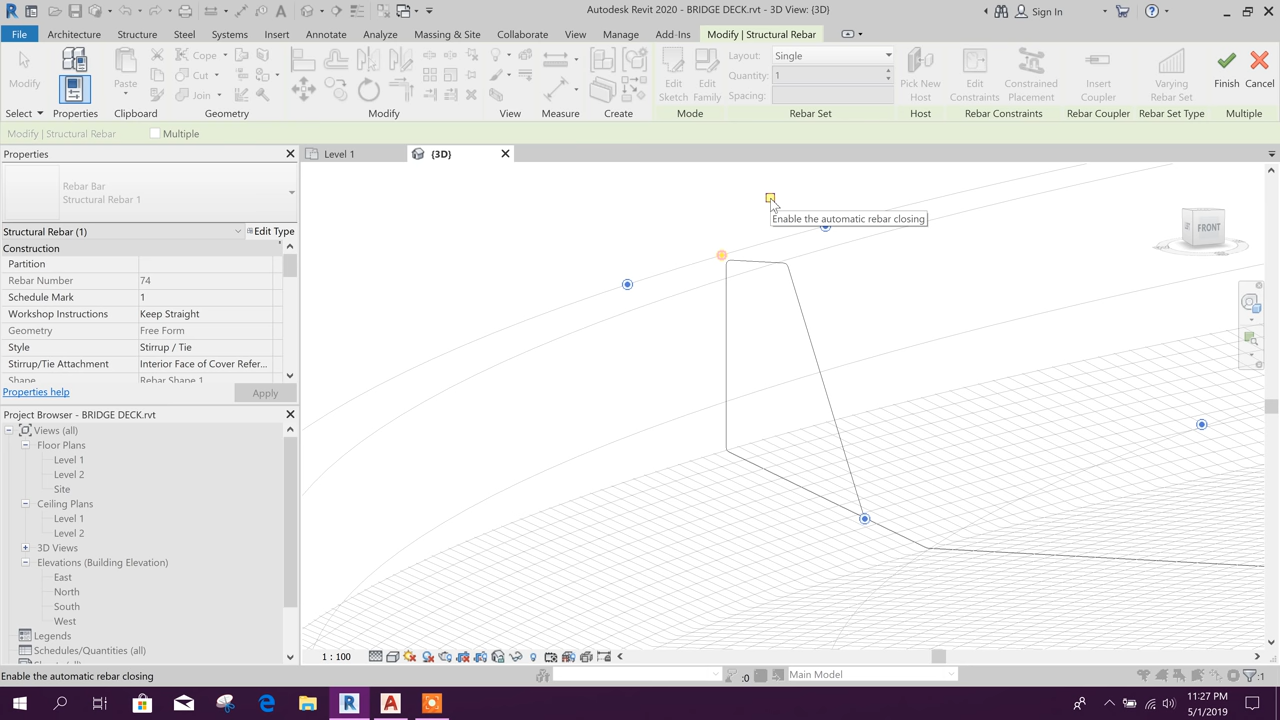 Autodesk Revit 2020 - BRIDGE DECK.rvt - 3D View: {3D}
Sign In
File Architecture Structure Steel Systems Insert Annotate Analyze Massing & Site Collaborate View Manage Add-Ins Modify | Structural Rebar
Modify
Paste
Cope
Cut
Join
Edit Sketch
Edit Family
Layout: Single
Quantity: 1
Spacing:
Pick New Host
Edit Constraints
Constrained Placement
Insert Coupler
Varying Rebar Set
Finish
Cancel
Select Properties Clipboard Geometry Modify View Measure Create Mode Rebar Set Host Rebar Constraints Rebar Coupler Rebar Set Type Multiple
Modify | Structural Rebar Multiple
Properties
Level 1
{3D}
Rebar Bar
Structural Rebar 1
Structural Rebar (1) Edit Type
Construction
Partition
Rebar Number 74
Schedule Mark 1
Workshop Instructions Keep Straight
Geometry Free Form
Style Stirrup / Tie
Stirrup/Tie Attachment Interior Face of Cover Refer...
Shape Rebar Shape 1
Properties help Apply
Project Browser - BRIDGE DECK.rvt
Views (all)
Floor Plans
Level 1
Level 2
Site
Ceiling Plans
Level 1
Level 2
3D Views
Elevations (Building Elevation)
East
North
South
West
Legends
Schedules/Quantities (all)
Enable the automatic rebar closing
FRONT
1 : 100
Enable the automatic rebar closing
:0
Main Model
:1
11:27 PM
5/1/2019